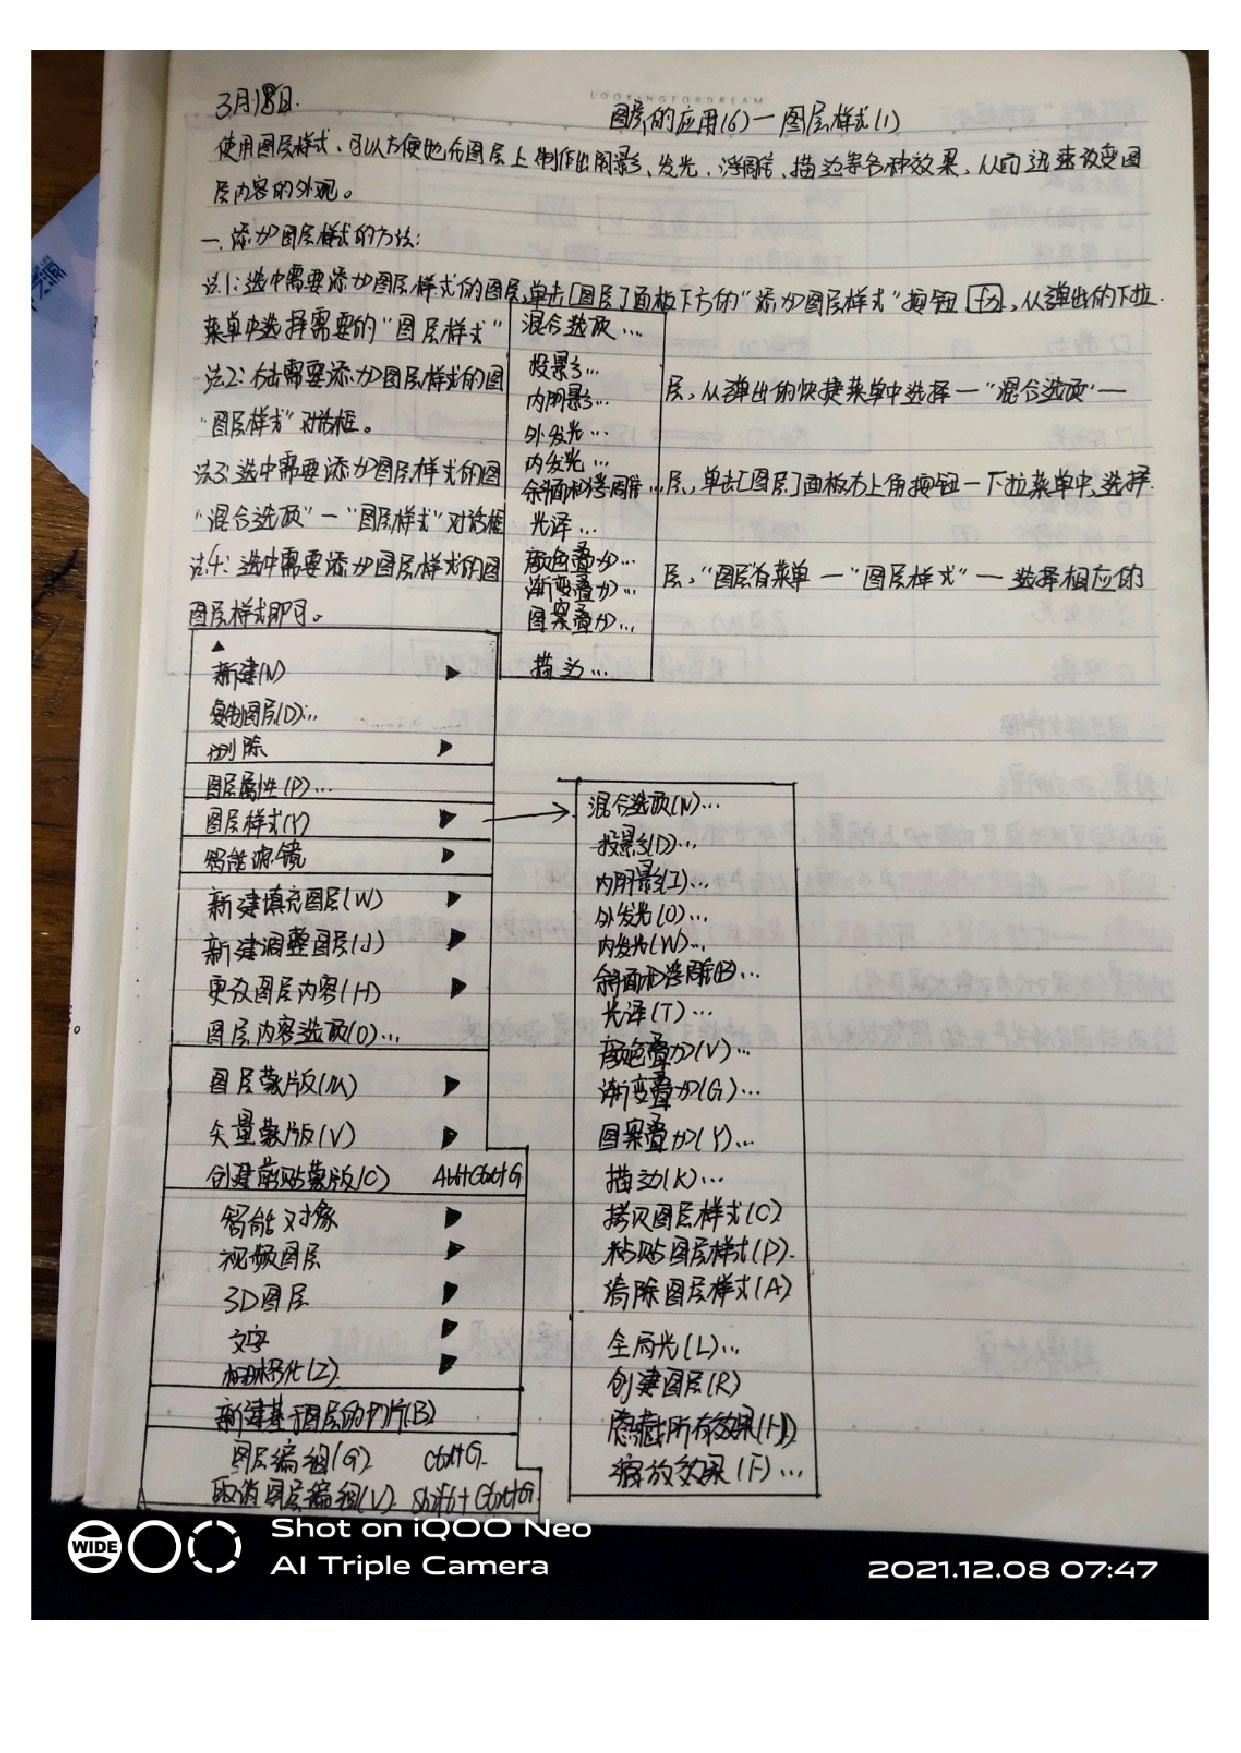 3月18日.
LOOKINGFORDREAM
图层的应用(6)一图层样式(1)
使用图层样式、可以方便地在图层上制作出阴影、发光、浮雕、描边等各种效果，从而迅速改变图
层内容的外观。
一、添加图层样式的方法:
法1:选中需要添加图层样式的图层,单击[图层]面板下方的"添加图层样式"按钮 fx，从弹出的下拉
菜单中选择需要的"图层样式"
混合选项...
投影...
内阴影...
外发光...
内发光...
斜面和浮雕...
光泽...
颜色叠加...
渐变叠加...
图案叠加...
描边...
法2:右击需要添加图层样式的图层，从弹出的快捷菜单中选择一"混合选项"一
"图层样式"对话框。
法3:选中需要添加图层样式的图层，单击[图层]面板右上角按钮一下拉菜单中,选择
"混合选项"一"图层样式"对话框
法4:选中需要添加图层样式的图层，"图层"菜单一"图层样式"一选择相应的
图层样式即可。
▲
新建(N) ▶
复制图层(D)...
删除 ▶
图层属性(P)...
图层样式(Y) ▶
智能滤镜 ▶
新建填充图层(W) ▶
新建调整图层(J) ▶
更改图层内容(H) ▶
图层内容选项(O)...
图层蒙版(M) ▶
矢量蒙版(V) ▶
创建剪贴蒙版(C) Alt+Ctrl+G
智能对象 ▶
视频图层 ▶
3D图层 ▶
文字 ▶
栅格化(Z) ▶
新建基于图层的切片(B)
图层编组(G) Ctrl+G
取消图层编组(V) Shift+Ctrl+G
混合选项(N)...
投影(D)...
内阴影(I)...
外发光(O)...
内发光(W)...
斜面和浮雕(B)...
光泽(T)...
颜色叠加(V)...
渐变叠加(G)...
图案叠加(Y)...
描边(K)...
拷贝图层样式(C)
粘贴图层样式(P).
清除图层样式(A)
全局光(L)...
创建图层(R)
隐藏所有效果(H)
缩放效果(F)...
WIDE
Shot on iQOO Neo
AI Triple Camera
2021.12.08 07:47